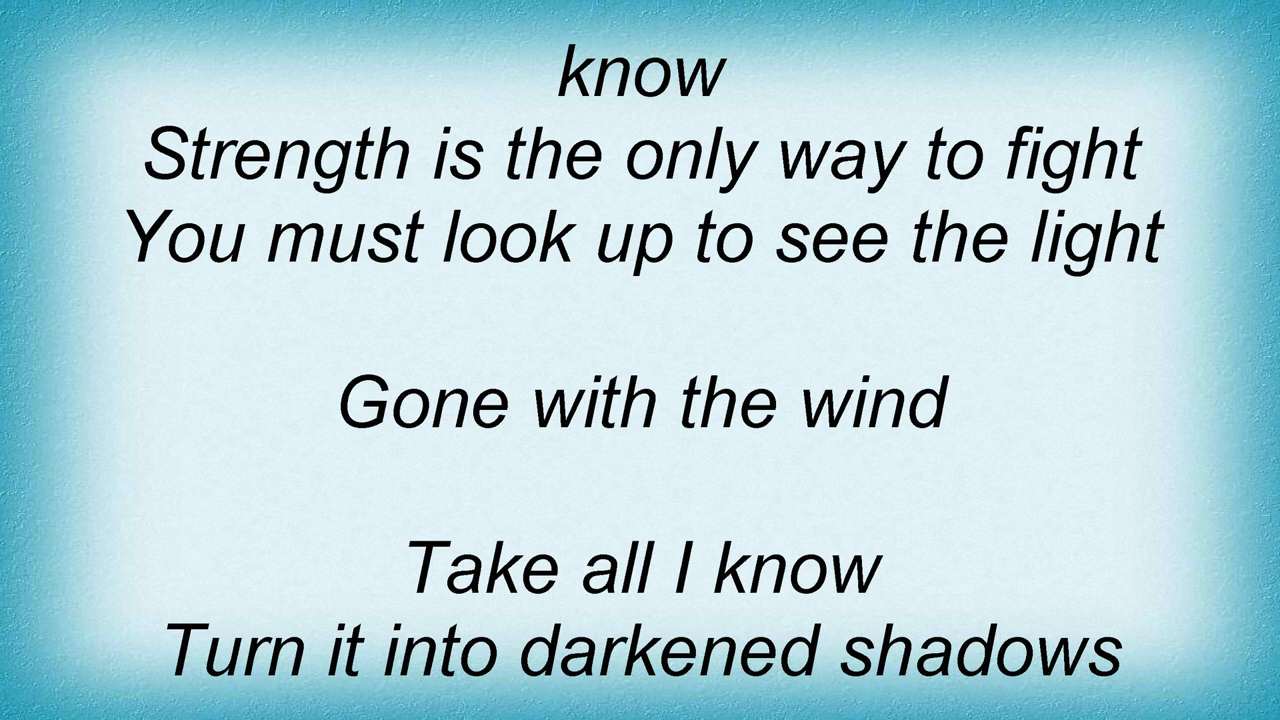 know
Strength is the only way to fight
You must look up to see the light
Gone with the wind
Take all I know
Turn it into darkened shadows